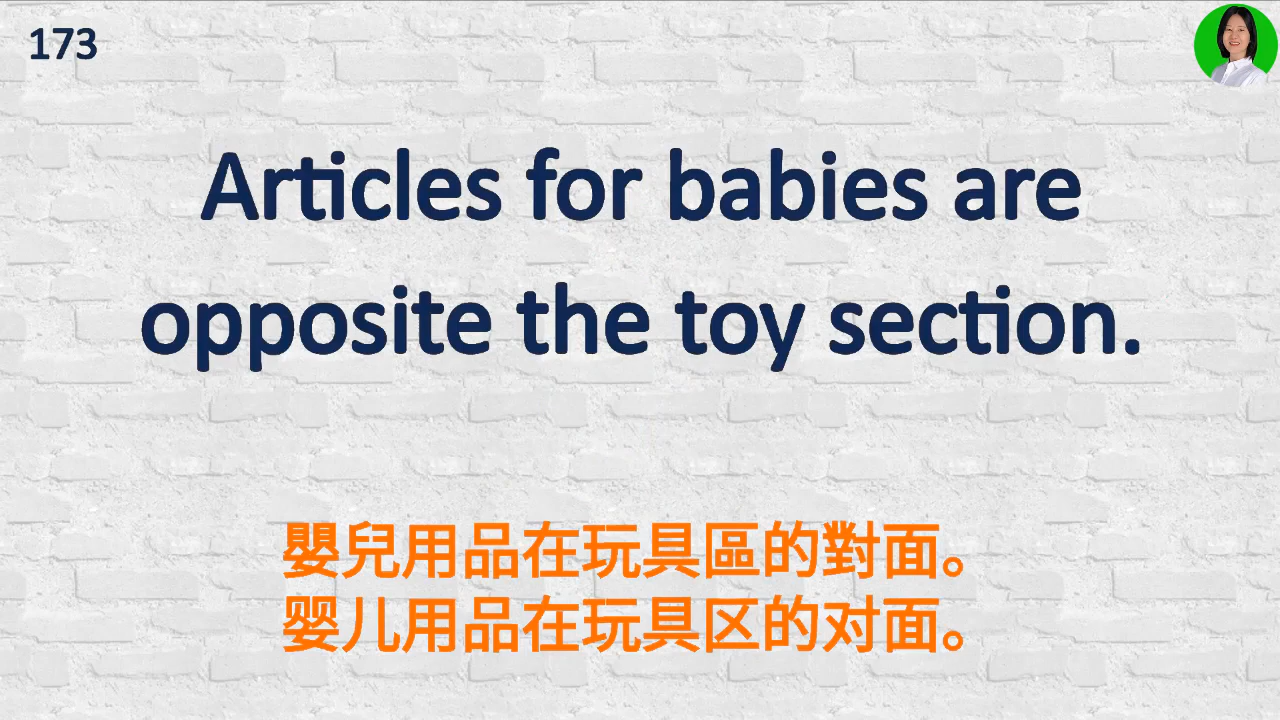 173
Articles for babies are
opposite the toy section.
嬰兒用品在玩具區的對面。
婴儿用品在玩具区的对面。